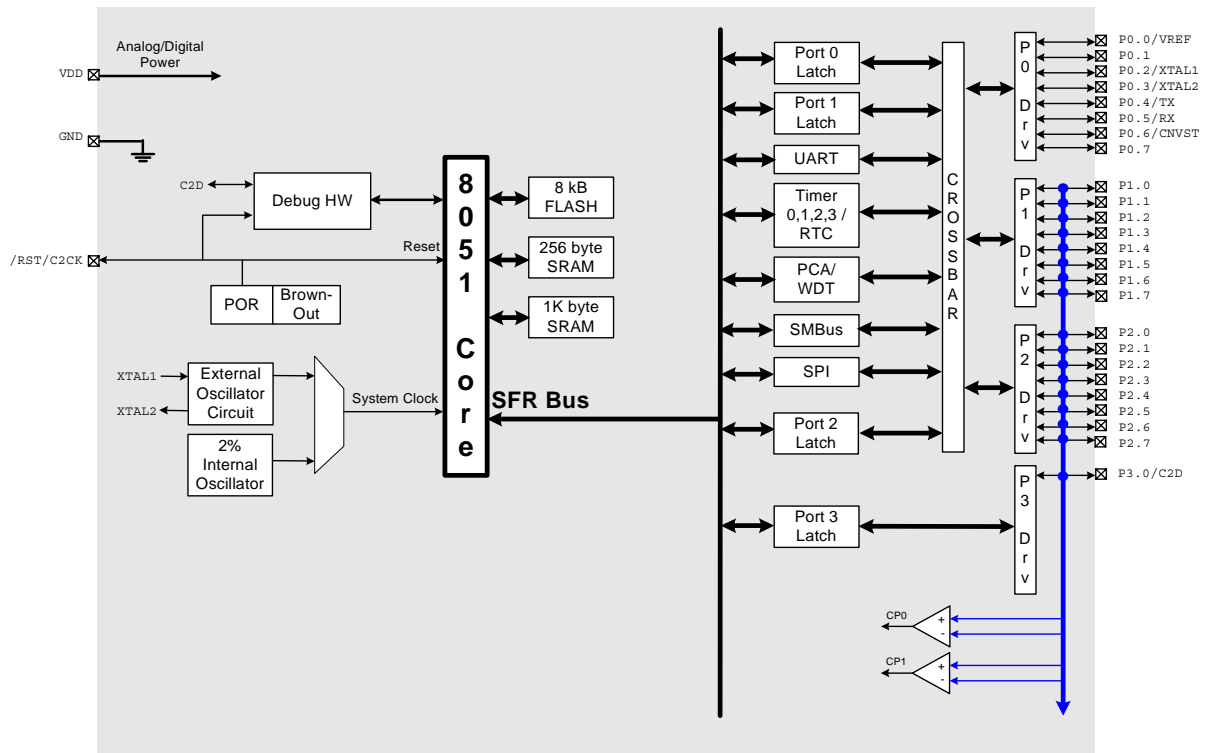 Analog/Digital
Power
VDD
GND
C2D
Debug HW
/RST/C2CK
Reset
POR
Brown-
Out
XTAL1
XTAL2
External
Oscillator
Circuit
2%
Internal
Oscillator
System Clock
8
0
5
1
C
o
r
e
8 kB
FLASH
256 byte
SRAM
1K byte
SRAM
SFR Bus
Port 0
Latch
Port 1
Latch
UART
Timer
0,1,2,3 /
RTC
PCA/
WDT
SMBus
SPI
Port 2
Latch
Port 3
Latch
C
R
O
S
S
B
A
R
P
0
D
r
v
P
1
D
r
v
P
2
D
r
v
P
3
D
r
v
P0.0/VREF
P0.1
P0.2/XTAL1
P0.3/XTAL2
P0.4/TX
P0.5/RX
P0.6/CNVST
P0.7
P1.0
P1.1
P1.2
P1.3
P1.4
P1.5
P1.6
P1.7
P2.0
P2.1
P2.2
P2.3
P2.4
P2.5
P2.6
P2.7
P3.0/C2D
CP0
+
-
CP1
+
-